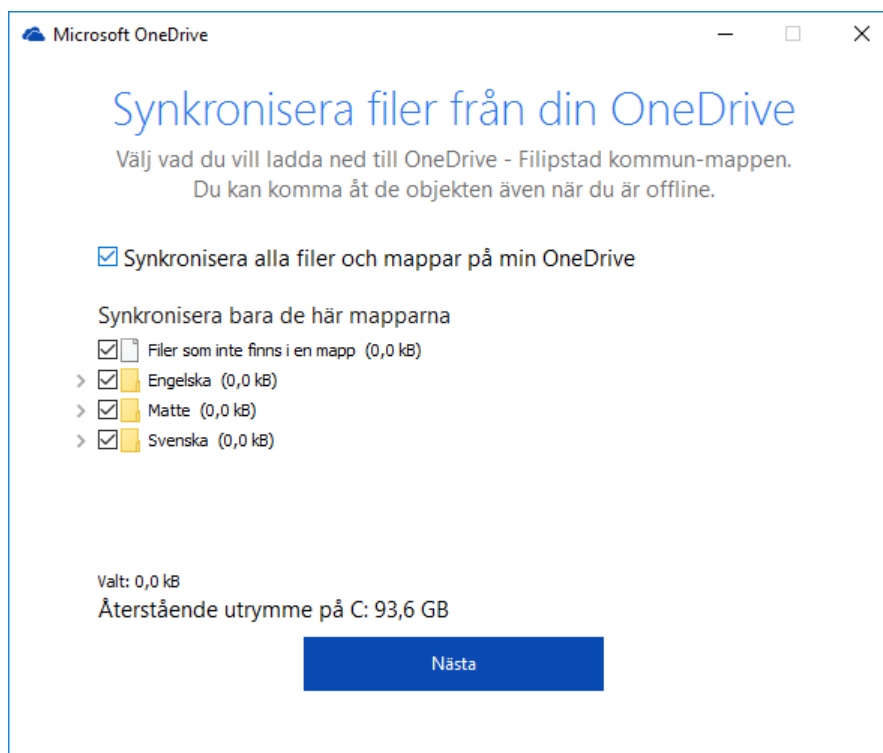 Microsoft OneDrive
Synkronisera filer från din OneDrive
Välj vad du vill ladda ned till OneDrive - Filipstad kommun-mappen.
Du kan komma åt de objekten även när du är offline.
Synkronisera alla filer och mappar på min OneDrive
Synkronisera bara de här mapparna
Filer som inte finns i en mapp (0,0 kB)
Engelska (0,0 kB)
Matte (0,0 kB)
Svenska (0,0 kB)
Valt: 0,0 kB
Återstående utrymme på C: 93,6 GB
Nästa